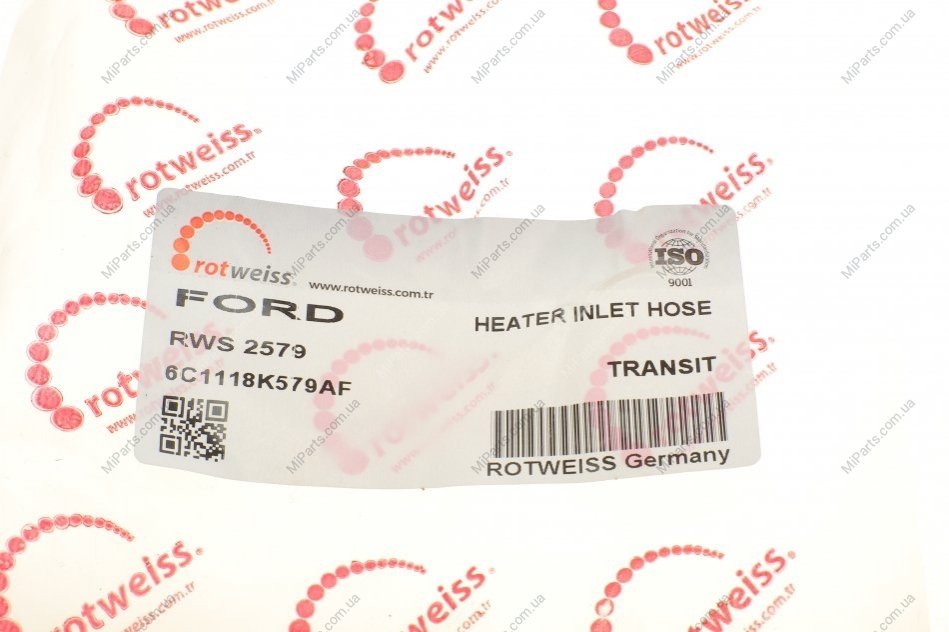 rotweiss
www.rotweiss.com.tr
ISO
9001
FORD
HEATER INLET HOSE
RWS 2579
TRANSIT
6C1118K579AF
ROTWEISS Germany
rotweiss.
www.rotweiss.com.tr
MiParts.com.ua